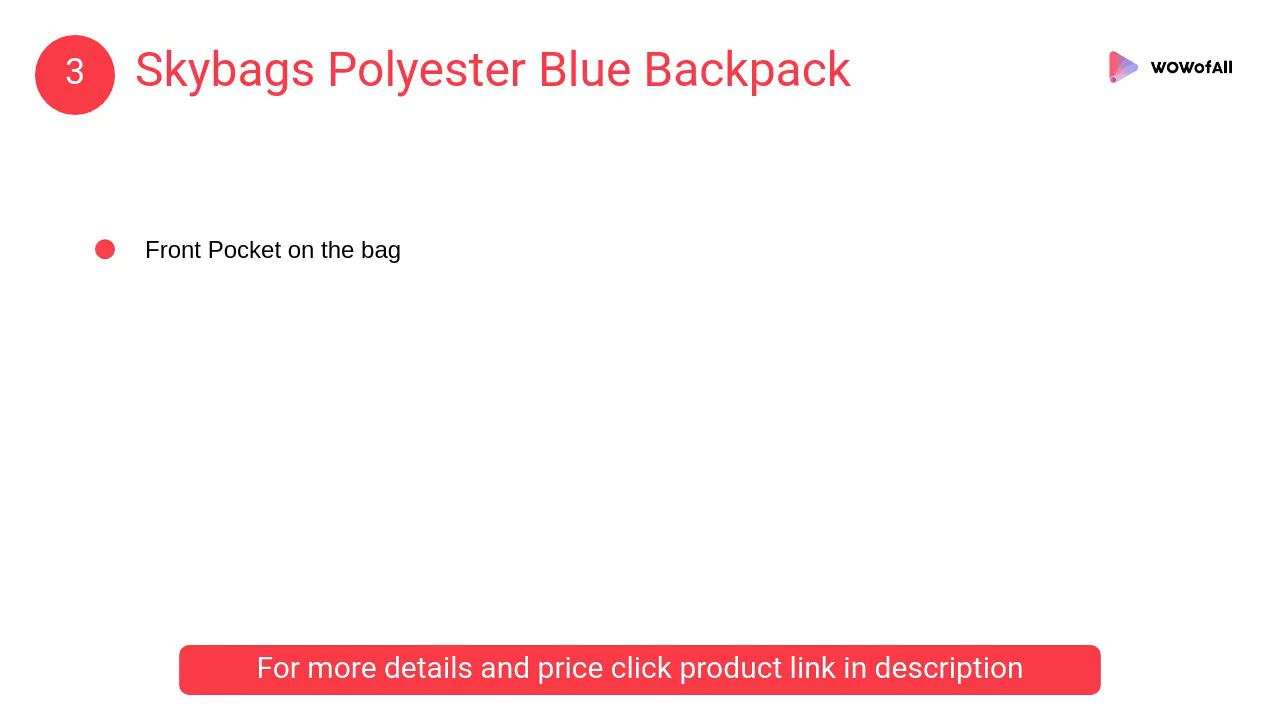 3
Skybags Polyester Blue Backpack
WOWofAll
Front Pocket on the bag
For more details and price click product link in description